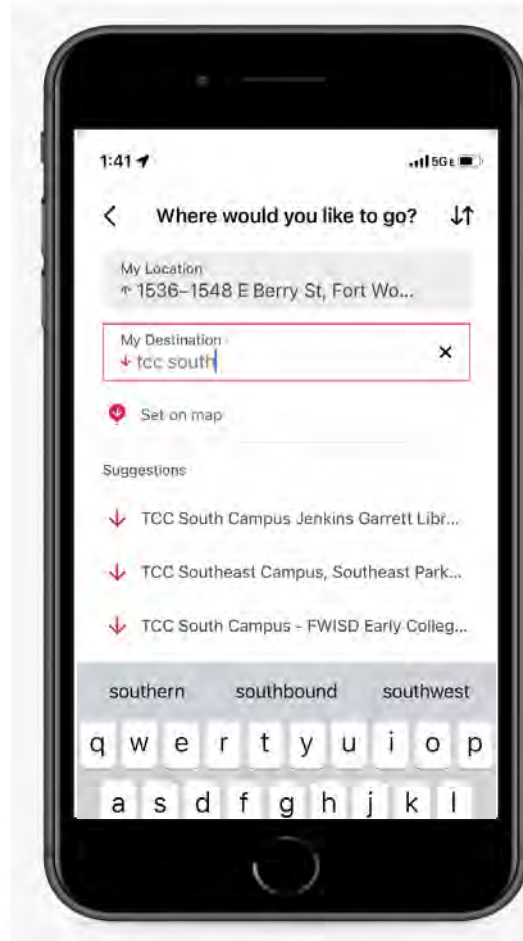 1:41
5G E
Where would you like to go?
My Location
1536–1548 E Berry St, Fort Wo...
My Destination
tcc south
Set on map
Suggestions
TCC South Campus Jenkins Garrett Libr...
TCC Southeast Campus, Southeast Park...
TCC South Campus - FWISD Early Colleg...
southern southbound southwest
q w e r t y u i o p
a s d f g h j k l